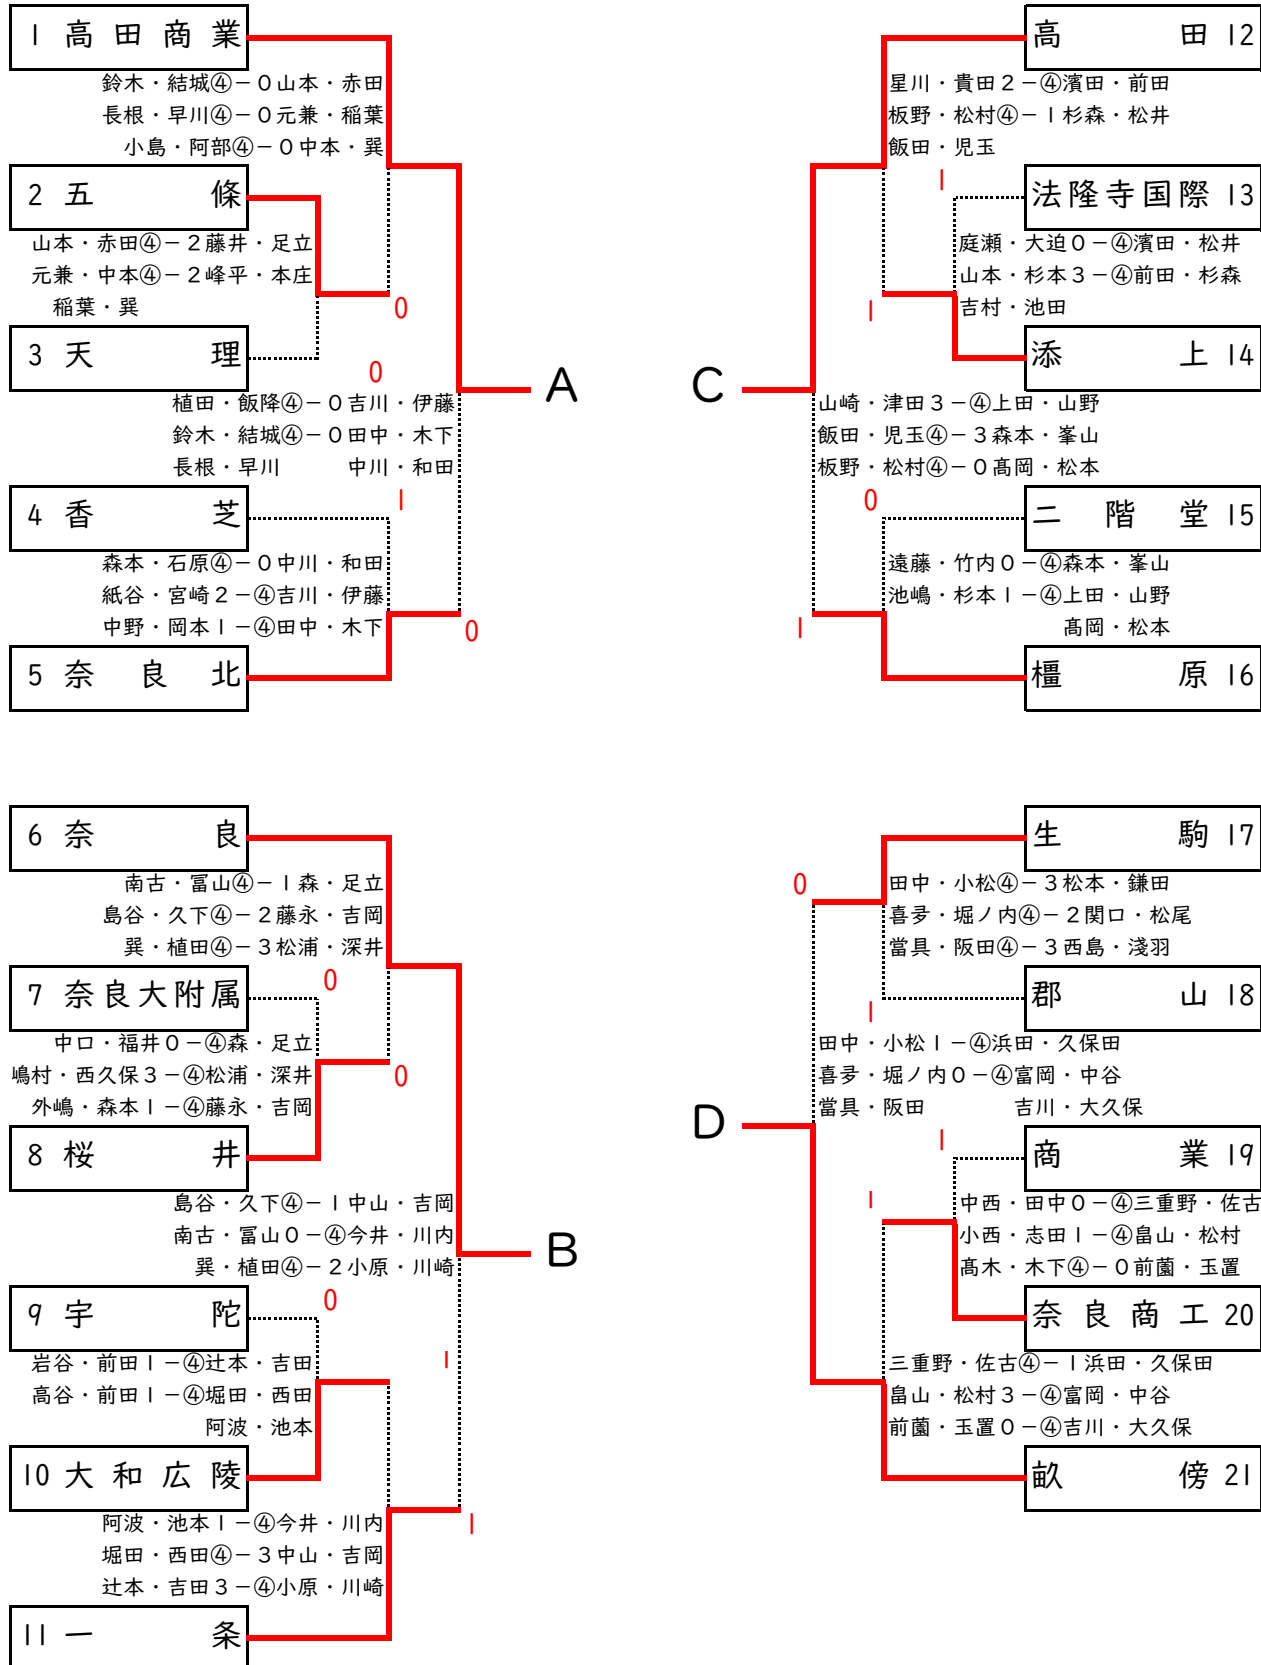 1 高田商業
鈴木・結城④－０山本・赤田
長根・早川④－０元兼・稲葉
小島・阿部④－０中本・巽
2 五條
山本・赤田④－２藤井・足立
元兼・中本④－２峰平・本庄
稲葉・巽
0
3 天理
0
植田・飯降④－０吉川・伊藤
鈴木・結城④－０田中・木下
長根・早川　　中川・和田
A
1
4 香芝
森本・石原④－０中川・和田
紙谷・宮崎２－④吉川・伊藤
中野・岡本１－④田中・木下
0
5 奈良北
6 奈良
南古・冨山④－１森・足立
島谷・久下④－２藤永・吉岡
巽・植田④－３松浦・深井
0
7 奈良大附属
中口・福井０－④森・足立
嶋村・西久保３－④松浦・深井
外嶋・森本１－④藤永・吉岡
0
8 桜井
島谷・久下④－１中山・吉岡
南古・冨山０－④今井・川内
巽・植田④－２小原・川崎
B
0
9 宇陀
岩谷・前田１－④辻本・吉田
高谷・前田１－④堀田・西田
阿波・池本
1
10 大和広陵
阿波・池本１－④今井・川内
堀田・西田④－３中山・吉岡
辻本・吉田３－④小原・川崎
1
11 一条
高田 12
星川・貴田２－④濱田・前田
板野・松村④－１杉森・松井
飯田・児玉
1
法隆寺国際 13
庭瀬・大迫０－④濱田・松井
山本・杉本３－④前田・杉森
吉村・池田
1
添上 14
C
山崎・津田３－④上田・山野
飯田・児玉④－３森本・峯山
板野・松村④－０髙岡・松本
0
二階堂 15
遠藤・竹内０－④森本・峯山
池嶋・杉本１－④上田・山野
髙岡・松本
1
橿原 16
生駒 17
0
田中・小松④－３松本・鎌田
喜夛・堀ノ内④－２関口・松尾
當具・阪田④－３西島・淺羽
郡山 18
1
田中・小松１－④浜田・久保田
喜夛・堀ノ内０－④富岡・中谷
當具・阪田　　吉川・大久保
D
1
商業 19
1
中西・田中０－④三重野・佐古
小西・志田１－④畠山・松村
髙木・木下④－０前薗・玉置
奈良商工 20
三重野・佐古④－１浜田・久保田
畠山・松村３－④富岡・中谷
前薗・玉置０－④吉川・大久保
畝傍 21